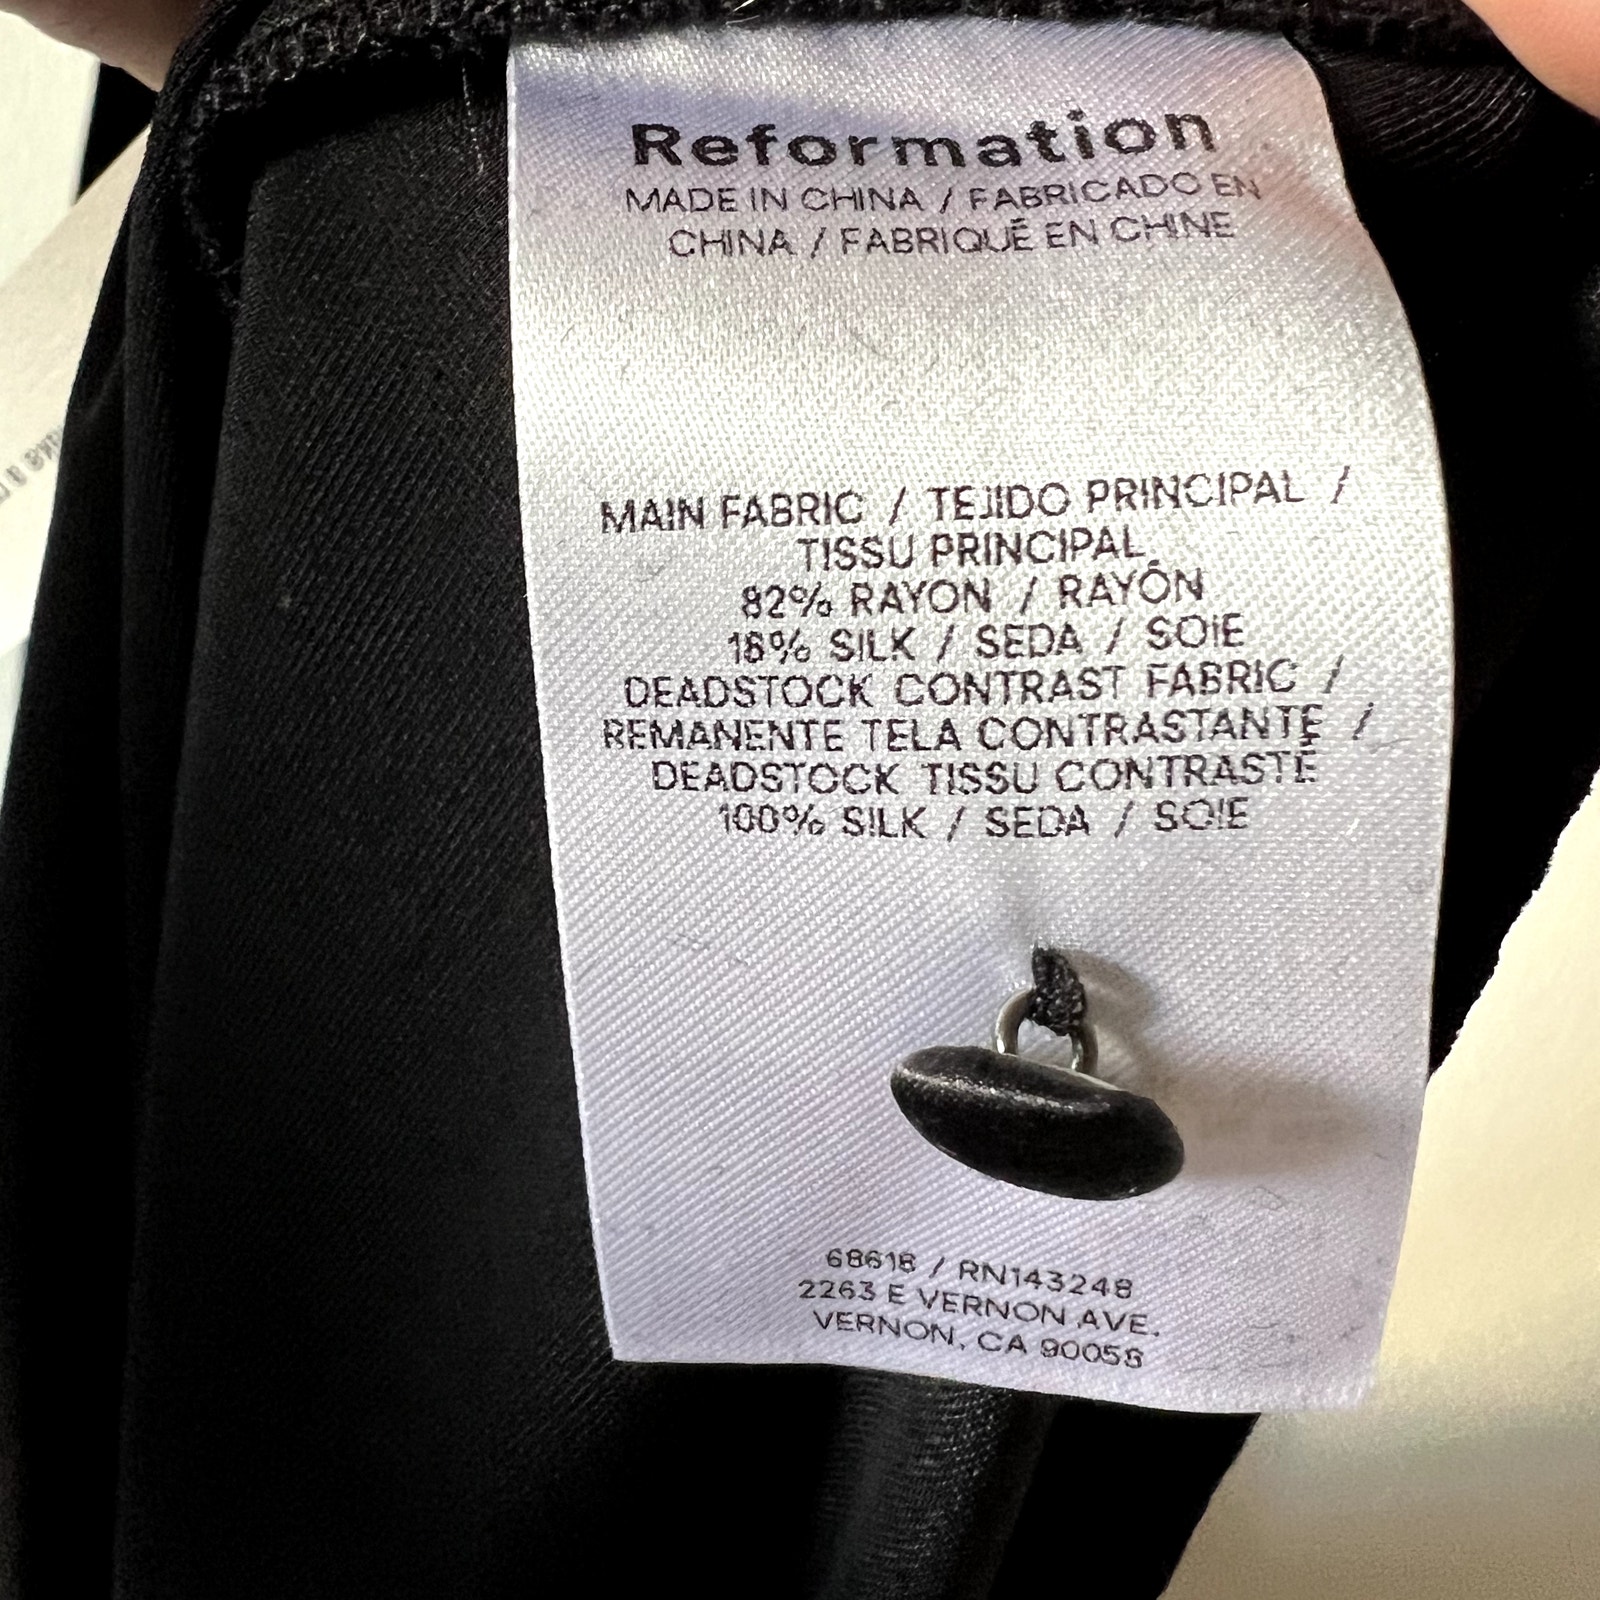 Reformation
MADE IN CHINA / FABRICADO EN
CHINA / FABRIQUÉ EN CHINE
MAIN FABRIC / TEJIDO PRINCIPAL /
TISSU PRINCIPAL
82% RAYON / RAYÓN
18% SILK / SEDA / SOIE
DEADSTOCK CONTRAST FABRIC /
REMANENTE TELA CONTRASTANTE /
DEADSTOCK TISSU CONTRASTÉ
100% SILK / SEDA / SOIE
68618 / RN143248
2263 E VERNON AVE.
VERNON, CA 90058